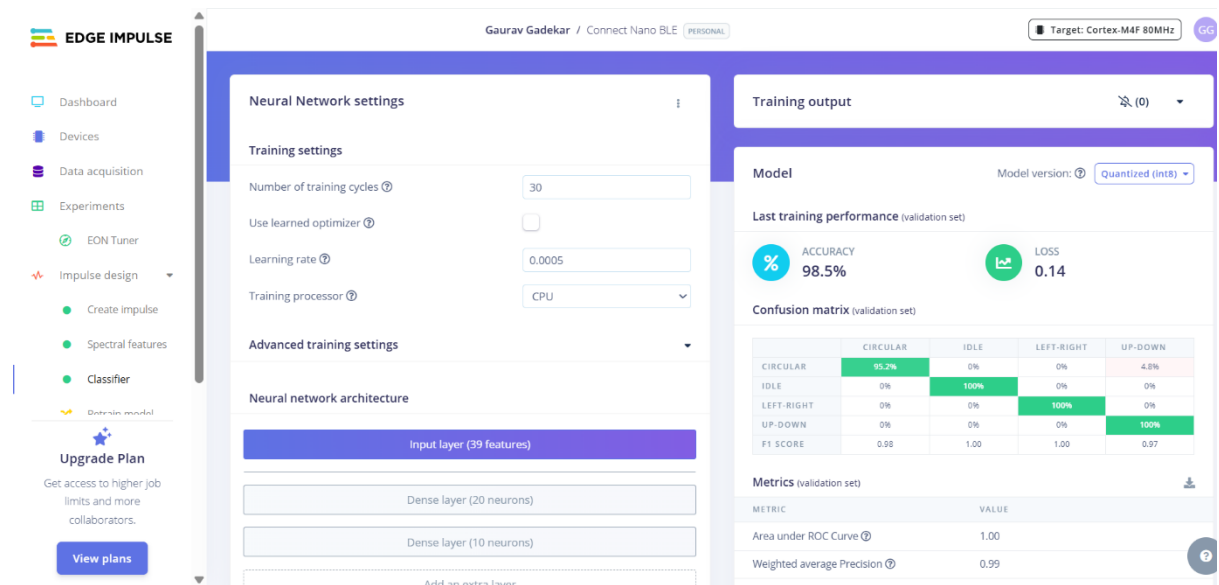 EDGE IMPULSE
Gaurav Gadekar / Connect Nano BLE PERSONAL
Target: Cortex-M4F 80MHz
GG
Dashboard
Devices
Data acquisition
Experiments
EON Tuner
Impulse design
Create impulse
Spectral features
Classifier
Retrain model
Upgrade Plan
Get access to higher job
limits and more
collaborators.
View plans
Neural Network settings
Training settings
Number of training cycles ?
30
Use learned optimizer ?
Learning rate ?
0.0005
Training processor ?
CPU
Advanced training settings
Neural network architecture
Input layer (39 features)
Dense layer (20 neurons)
Dense layer (10 neurons)
Add an extra layer
Training output
(0)
Model
Model version: ? Quantized (int8)
Last training performance (validation set)
%
ACCURACY
98.5%
LOSS
0.14
Confusion matrix (validation set)
CIRCULAR IDLE LEFT-RIGHT UP-DOWN
CIRCULAR 95.2% 0% 0% 4.8%
IDLE 0% 100% 0% 0%
LEFT-RIGHT 0% 0% 100% 0%
UP-DOWN 0% 0% 0% 100%
F1 SCORE 0.98 1.00 1.00 0.97
Metrics (validation set)
METRIC VALUE
Area under ROC Curve ? 1.00
Weighted average Precision ? 0.99
?